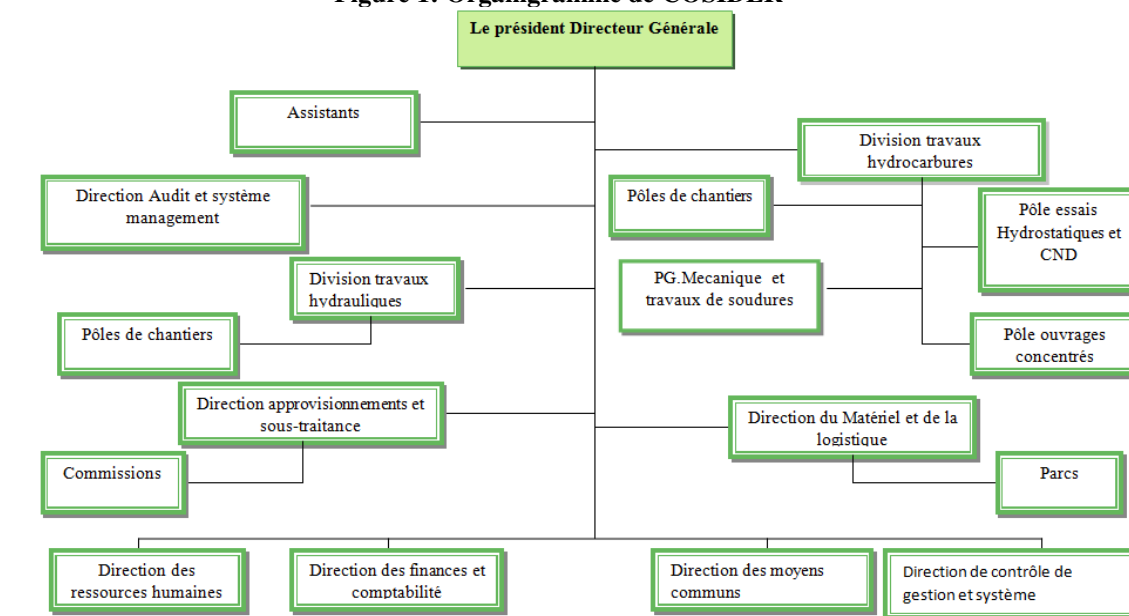 Figure 1: Organigramme de COSIDER
Le président Directeur Générale
Assistants
Division travaux
hydrocarbures
Direction Audit et système
management
Pôles de chantiers
Pôle essais
Hydrostatiques et
CND
Division travaux
hydrauliques
PG.Mecanique et
travaux de soudures
Pôles de chantiers
Pôle ouvrages
concentrés
Direction approvisionnements et
sous-traitance
Direction du Matériel et de la
logistique
Commissions
Parcs
Direction des
ressources humaines
Direction des finances et
comptabilité
Direction des moyens
communs
Direction de contrôle de
gestion et système